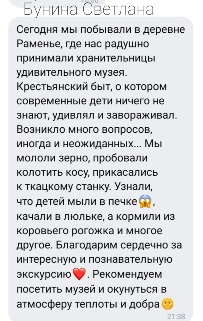 Бунина Светлана
Сегодня мы побывали в деревне
Раменье, где нас радушно
принимали хранительницы
удивительного музея.
Крестьянский быт, о котором
современные дети ничего не
знают, удивлял и завораживал.
Возникло много вопросов,
иногда и неожиданных... Мы
мололи зерно, пробовали
колотить косу, прикасались
к ткацкому станку. Узнали,
что детей мыли в печке😱,
качали в люльке, а кормили из
коровьего рогожка и многое
другое. Благодарим сердечно за
интересную и познавательную
экскурсию❤️. Рекомендуем
посетить музей и окунуться в
атмосферу теплоты и добра🙂
21:38